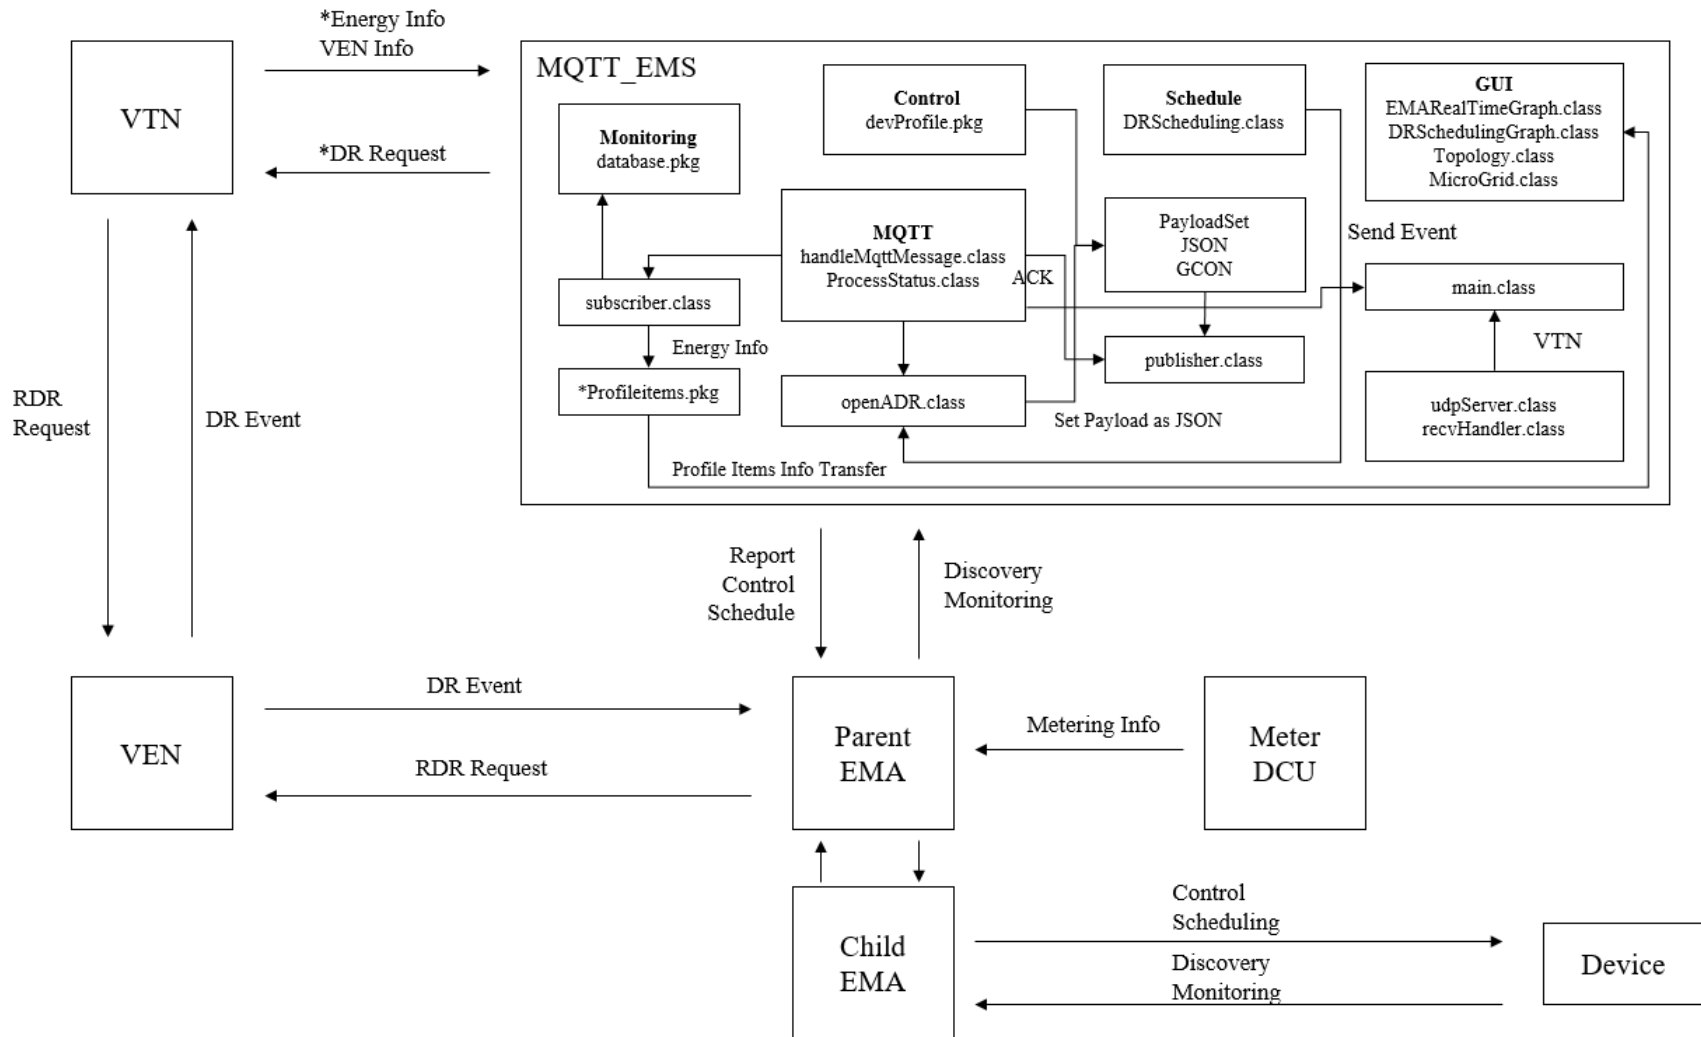 *Energy Info
VEN Info
VTN
*DR Request
MQTT_EMS
Monitoring
database.pkg
Control
devProfile.pkg
Schedule
DRScheduling.class
GUI
EMARealTimeGraph.class
DRSchedulingGraph.class
Topology.class
MicroGrid.class
MQTT
handleMqttMessage.class
ProcessStatus.class
PayloadSet
JSON
GCON
Send Event
ACK
subscriber.class
main.class
Energy Info
publisher.class
VTN
*Profileitems.pkg
openADR.class
Set Payload as JSON
udpServer.class
recvHandler.class
Profile Items Info Transfer
RDR
Request
DR Event
Report
Control
Schedule
Discovery
Monitoring
VEN
DR Event
RDR Request
Parent
EMA
Metering Info
Meter
DCU
Child
EMA
Control
Scheduling
Discovery
Monitoring
Device